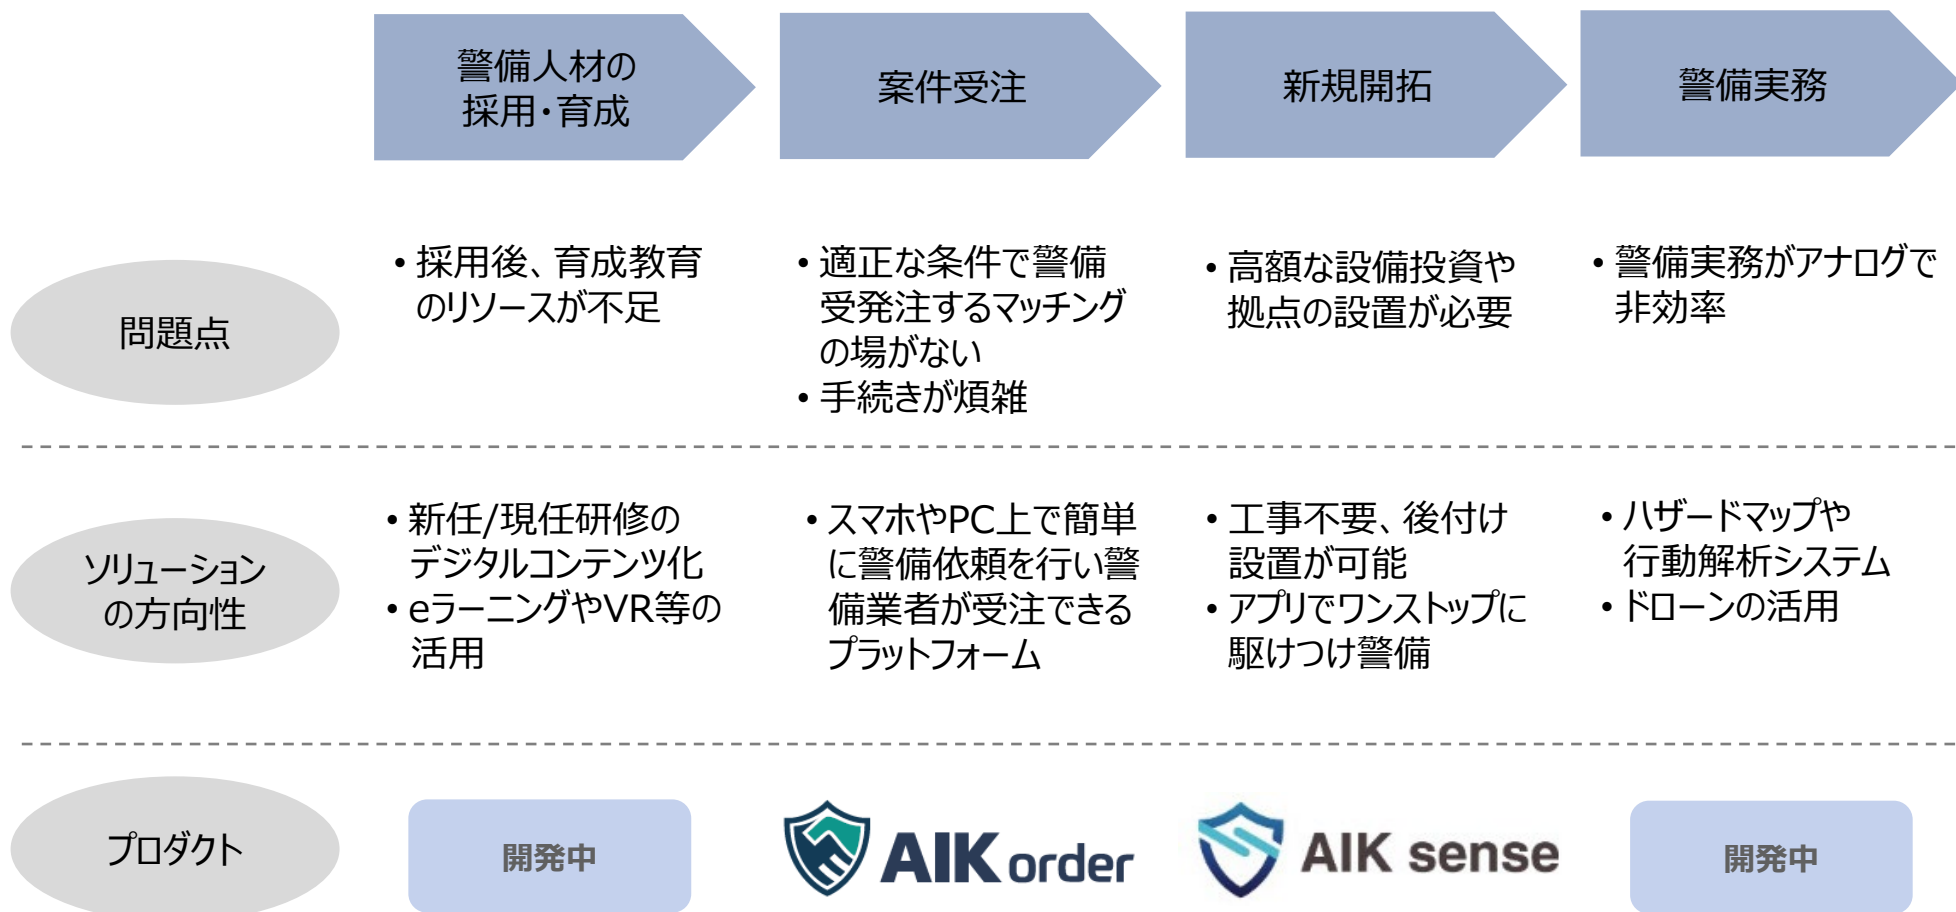 警備人材の
採用・育成
案件受注
新規開拓
警備実務
問題点
• 採用後、育成教育
のリソースが不足
• 適正な条件で警備
受発注するマッチング
の場がない
• 手続きが煩雑
• 高額な設備投資や
拠点の設置が必要
• 警備実務がアナログで
非効率
ソリューション
の方向性
• 新任/現任研修の
デジタルコンテンツ化
• eラーニングやVR等の
活用
• スマホやPC上で簡単
に警備依頼を行い警
備業者が受注できる
プラットフォーム
• 工事不要、後付け
設置が可能
• アプリでワンストップに
駆けつけ警備
• ハザードマップや
行動解析システム
• ドローンの活用
プロダクト
開発中
AIK order
AIK sense
開発中